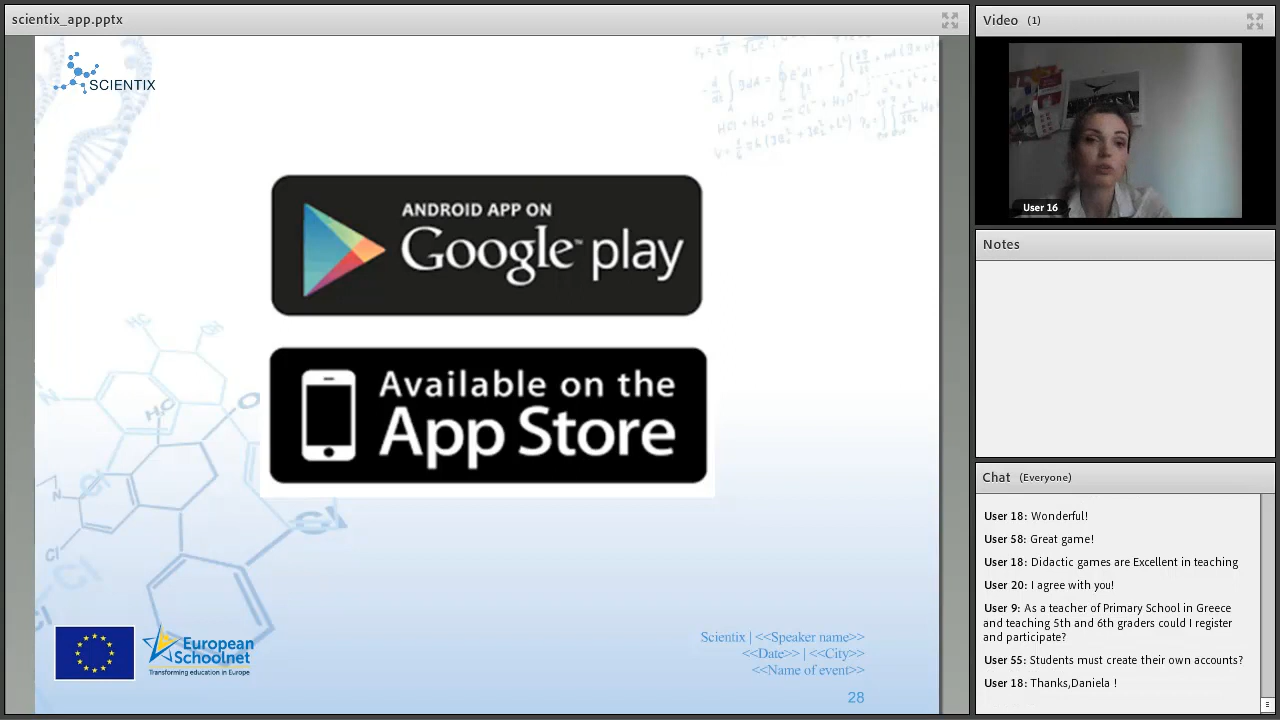 scientix_app.pptx
SCIENTIX
ANDROID APP ON
Google™ play
Available on the
App Store
European
Schoolnet
Transforming education in Europe
Scientix | <<Speaker name>>
<<Date>> | <<City>>
<<Name of event>>
28
Video (1)
User 16
Notes
Chat (Everyone)
User 18: Wonderful!
User 58: Great game!
User 18: Didactic games are Excellent in teaching
User 20: I agree with you!
User 9: As a teacher of Primary School in Greece
and teaching 5th and 6th graders could I register
and participate?
User 55: Students must create their own accounts?
User 18: Thanks,Daniela !